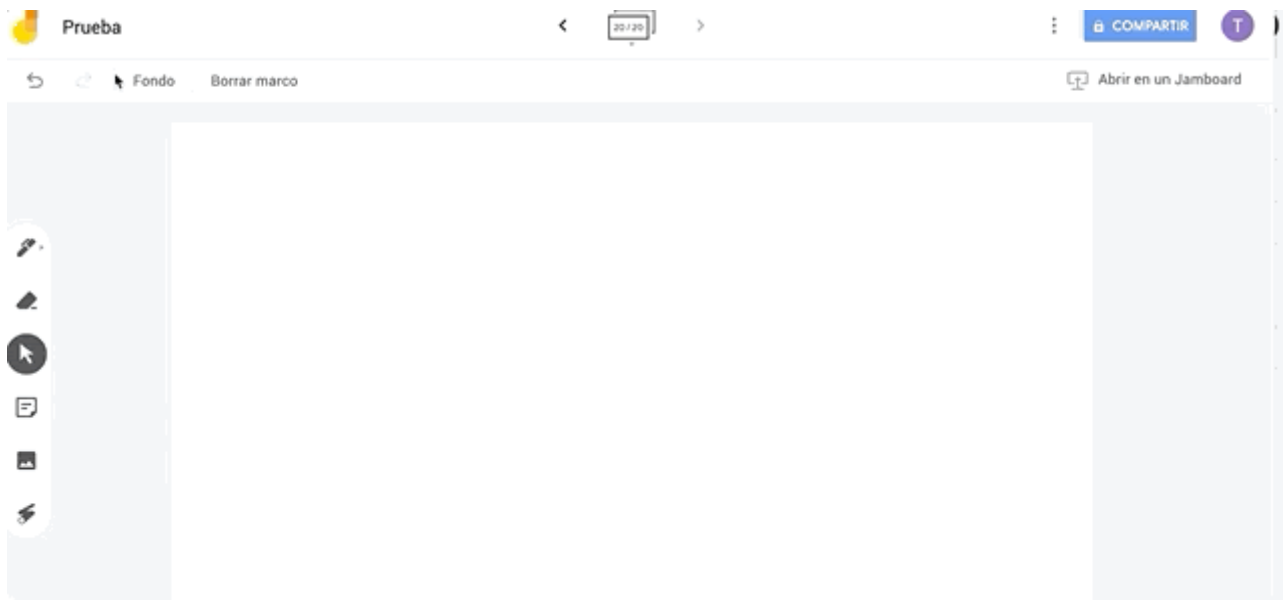 Prueba
20 / 20
COMPARTIR
T
Fondo
Borrar marco
Abrir en un Jamboard